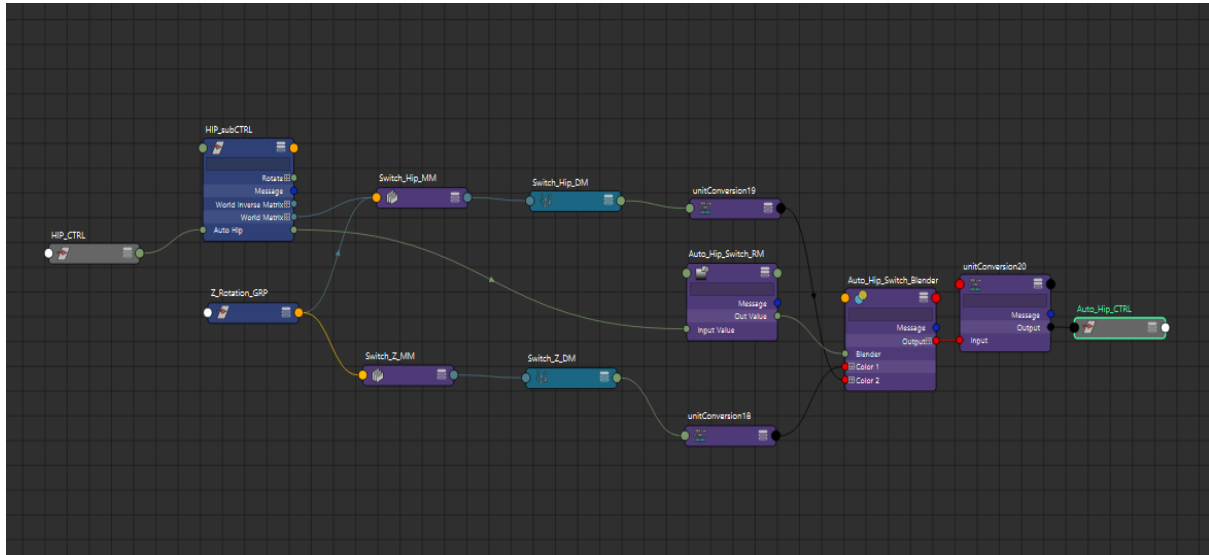 HIP_subCTRL
Rotate
Message
World Inverse Matrix
World Matrix
Auto Hip
HIP_CTRL
Z_Rotation_GRP
Switch_Hip_MM
Switch_Hip_DM
unitConversion19
Auto_Hip_Switch_RM
Message
Out Value
Input Value
Switch_Z_MM
Switch_Z_DM
unitConversion18
Auto_Hip_Switch_Blender
Message
Output
Blender
Color 1
Color 2
unitConversion20
Message
Output
Input
Auto_Hip_CTRL